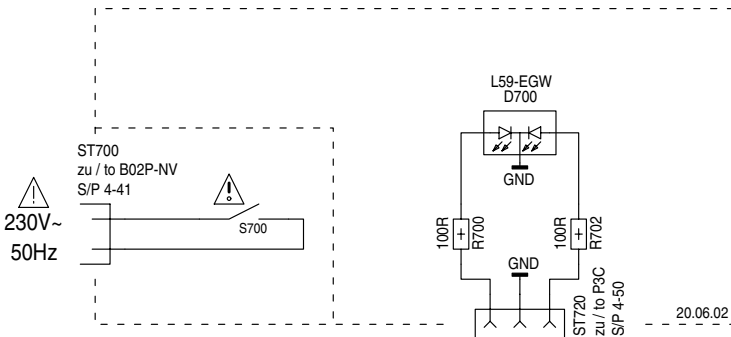 L59-EGW
D700
ST700
zu / to B02P-NV
S/P 4-41
230V~
50Hz
S700
GND
100R
R700
100R
R702
GND
ST720
zu / to P3C
S/P 4-50
20.06.02